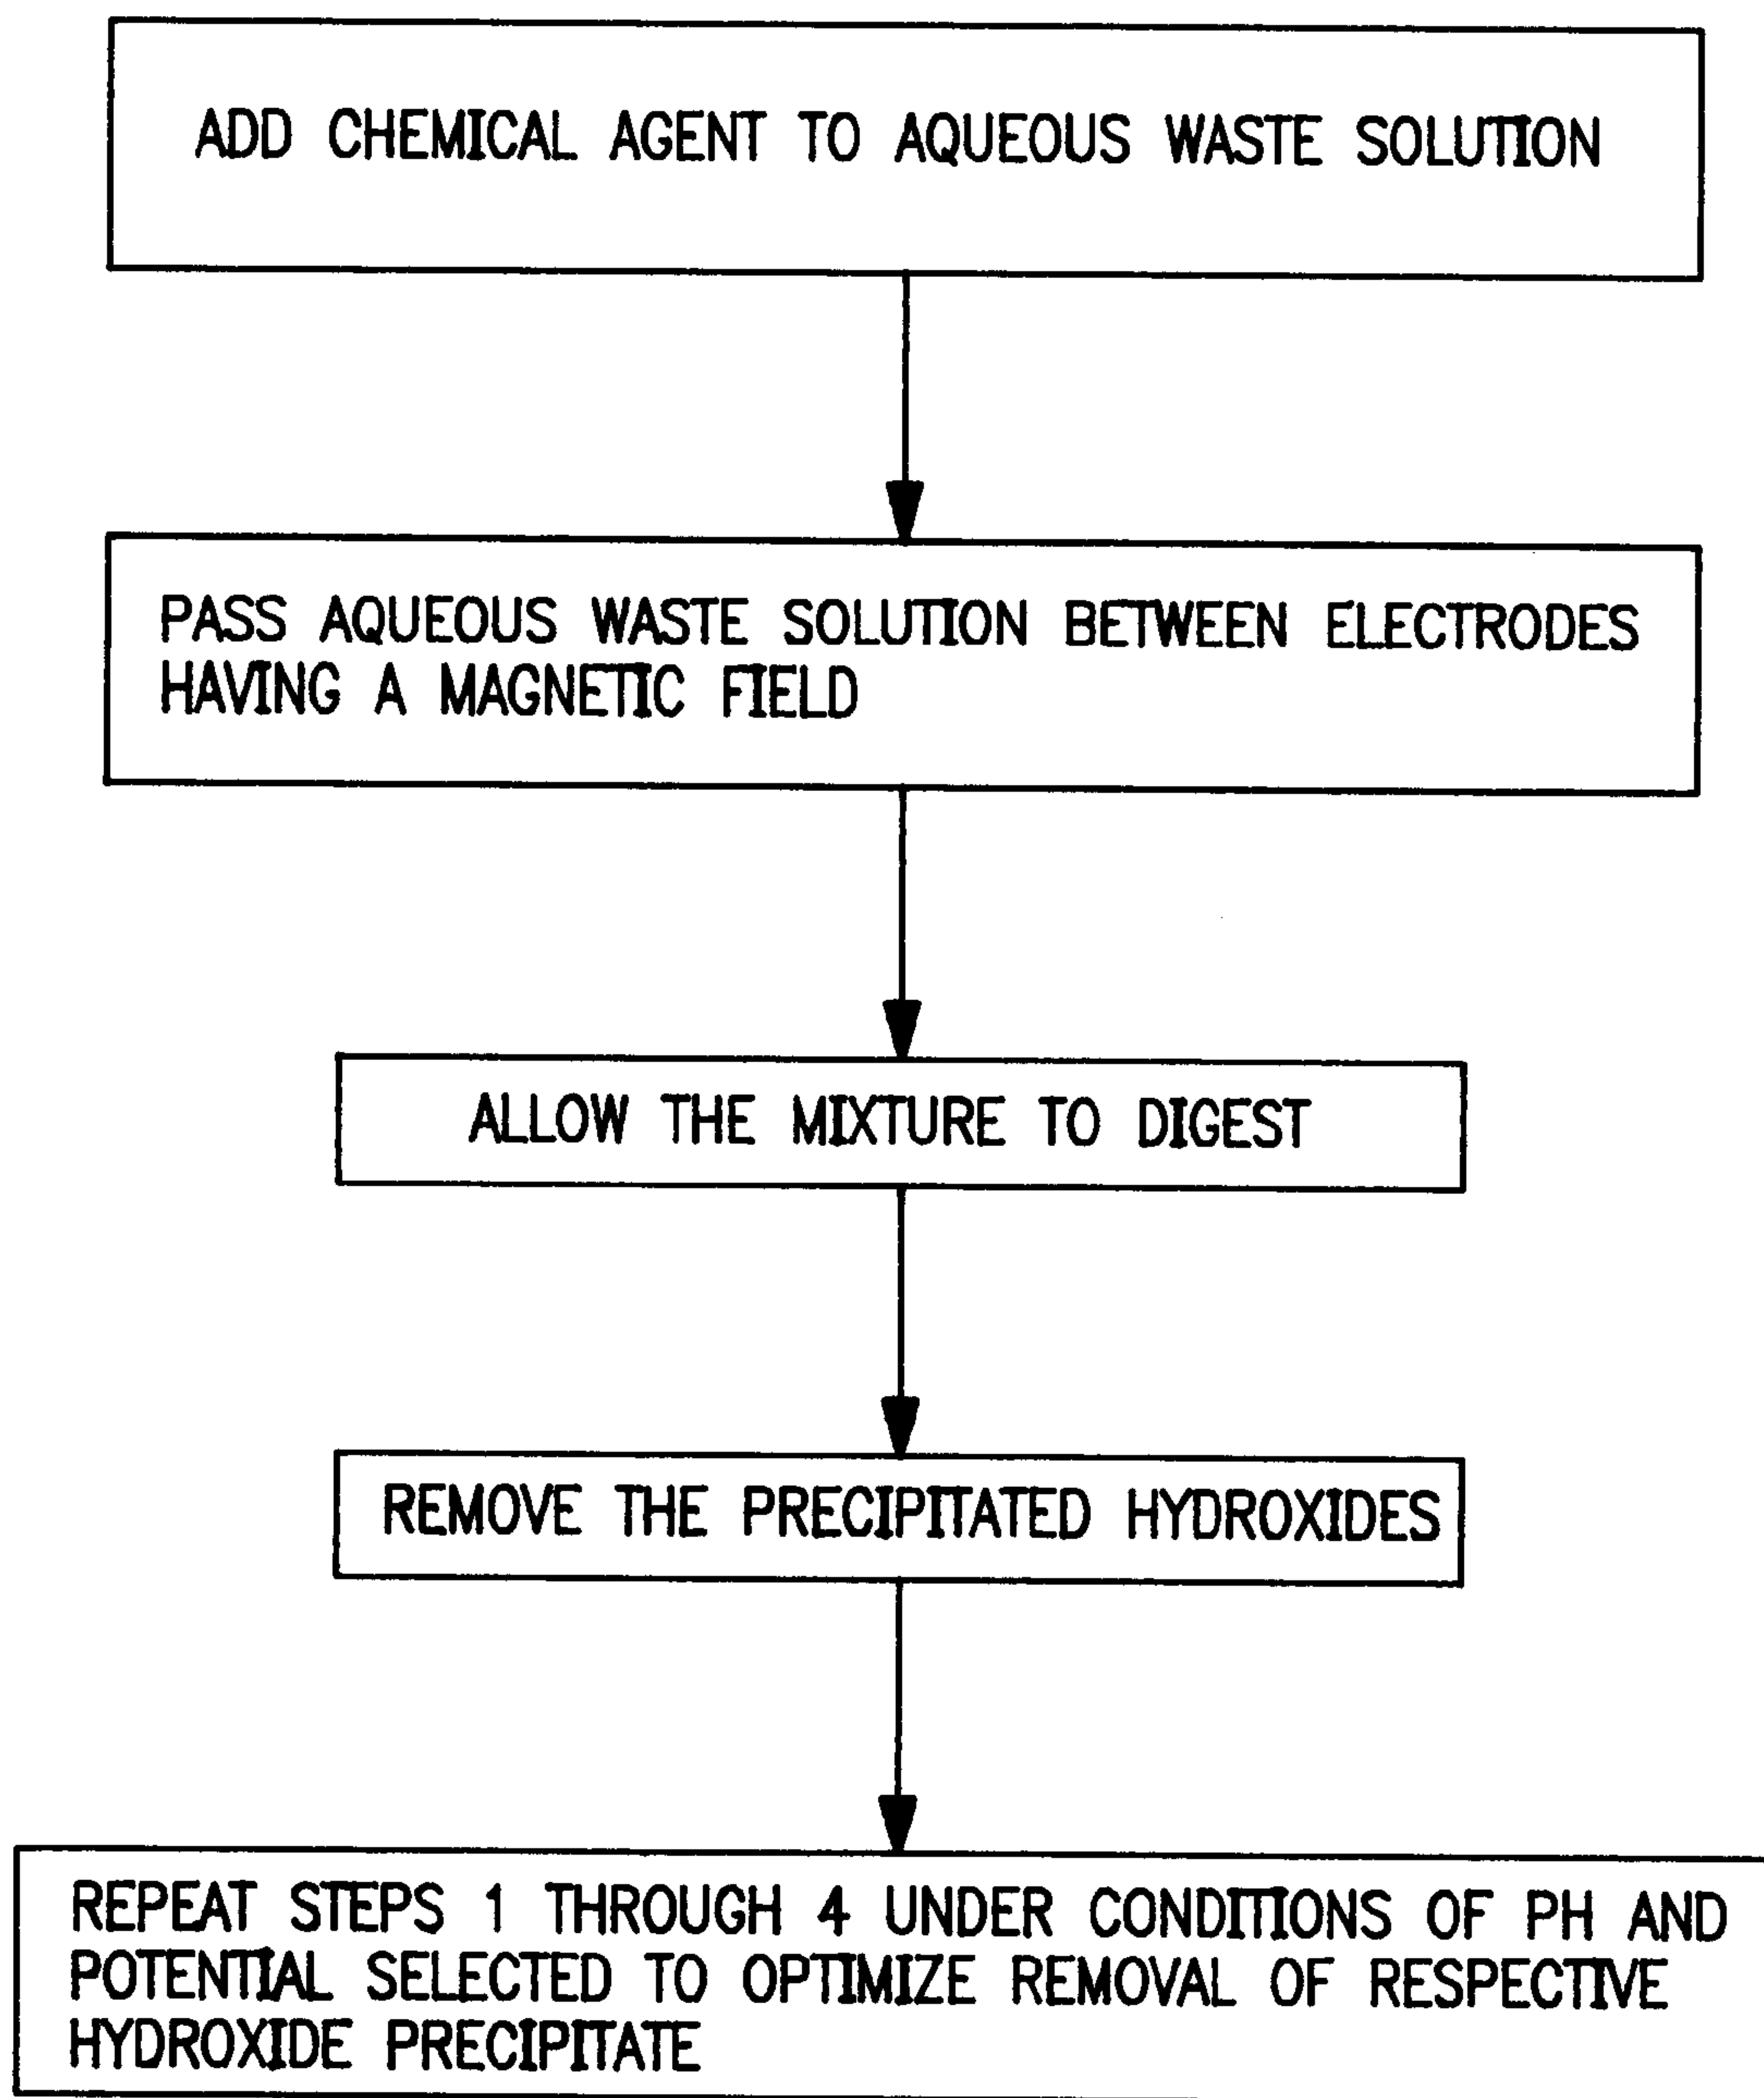 ADD CHEMICAL AGENT TO AQUEOUS WASTE SOLUTION
PASS AQUEOUS WASTE SOLUTION BETWEEN ELECTRODES
HAVING A MAGNETIC FIELD
ALLOW THE MIXTURE TO DIGEST
REMOVE THE PRECIPITATED HYDROXIDES
REPEAT STEPS 1 THROUGH 4 UNDER CONDITIONS OF PH AND
POTENTIAL SELECTED TO OPTIMIZE REMOVAL OF RESPECTIVE
HYDROXIDE PRECIPITATE